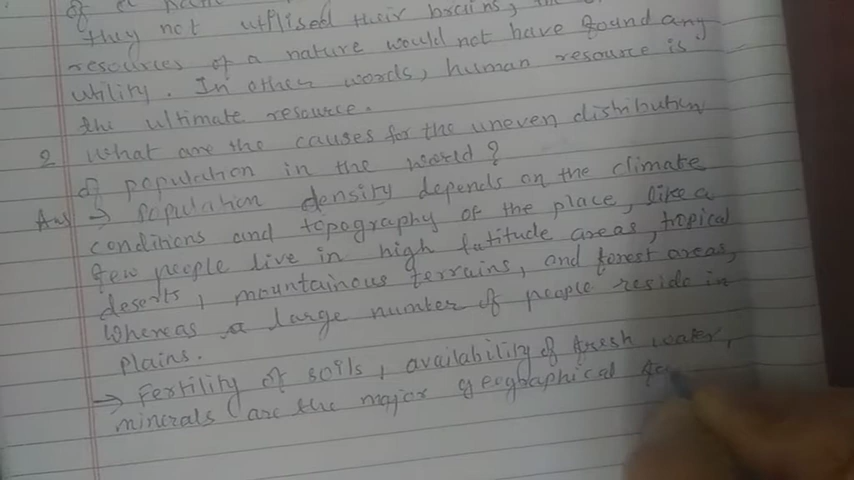 of a
they not utilised their brains, the
resources of a nature would not have found any
utility. In other words, human resource is
the ultimate resource.
2 What are the causes for the uneven distribution
of population in the world?
Ans → Population density depends on the climate
conditions and topography of the place, like a
few people live in high fatitude areas, tropical
deserts, mountainous terrains, and forest areas,
Whereas a large number of people reside in
plains.
→ Fertility of soils, availability of fresh water,
minerals are the major geographical